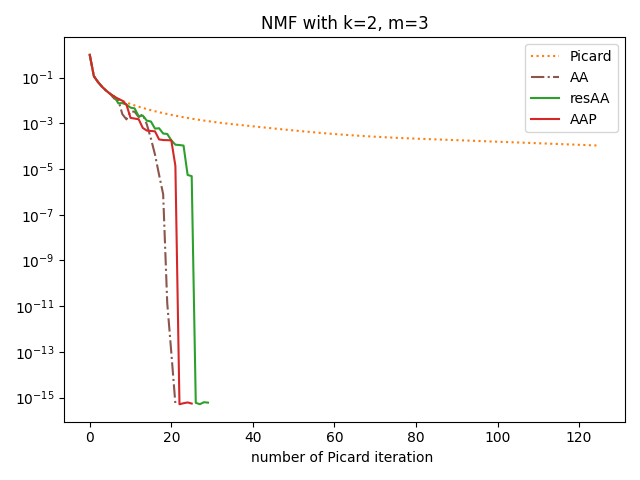 NMF with k=2, m=3
10⁻¹
10⁻³
10⁻⁵
10⁻⁷
10⁻⁹
10⁻¹¹
10⁻¹³
10⁻¹⁵
Picard
AA
resAA
AAP
0 20 40 60 80 100 120
number of Picard iteration